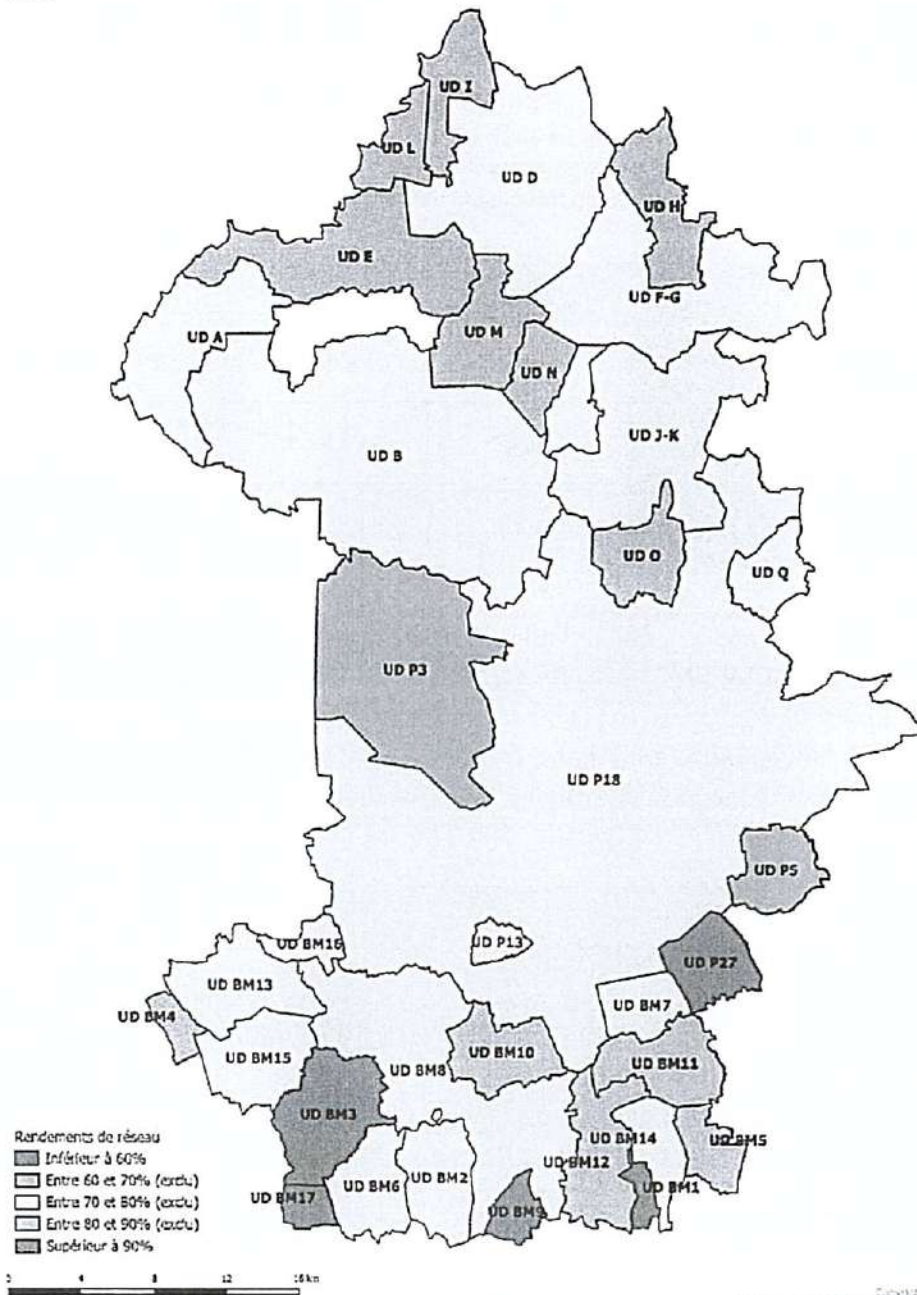 UD I
UD L
UD D
UD H
UD E
UD F-G
UD A
UD M
UD N
UD B
UD J-K
UD O
UD Q
UD P3
UD P18
UD P5
UD BM16
UD P13
UD P27
UD BM13
UD BM7
UD BM4
UD BM15
UD BM8
UD BM10
UD BM11
UD BM3
UD BM14
UD BM5
UD BM12
UD BM17
UD BM6
UD BM2
UD BM1
UD BM9
Rendements de réseau
Inférieur à 60%
Entre 60 et 70% (exclu)
Entre 70 et 80% (exclu)
Entre 80 et 90% (exclu)
Supérieur à 90%
0 4 8 12 16 km